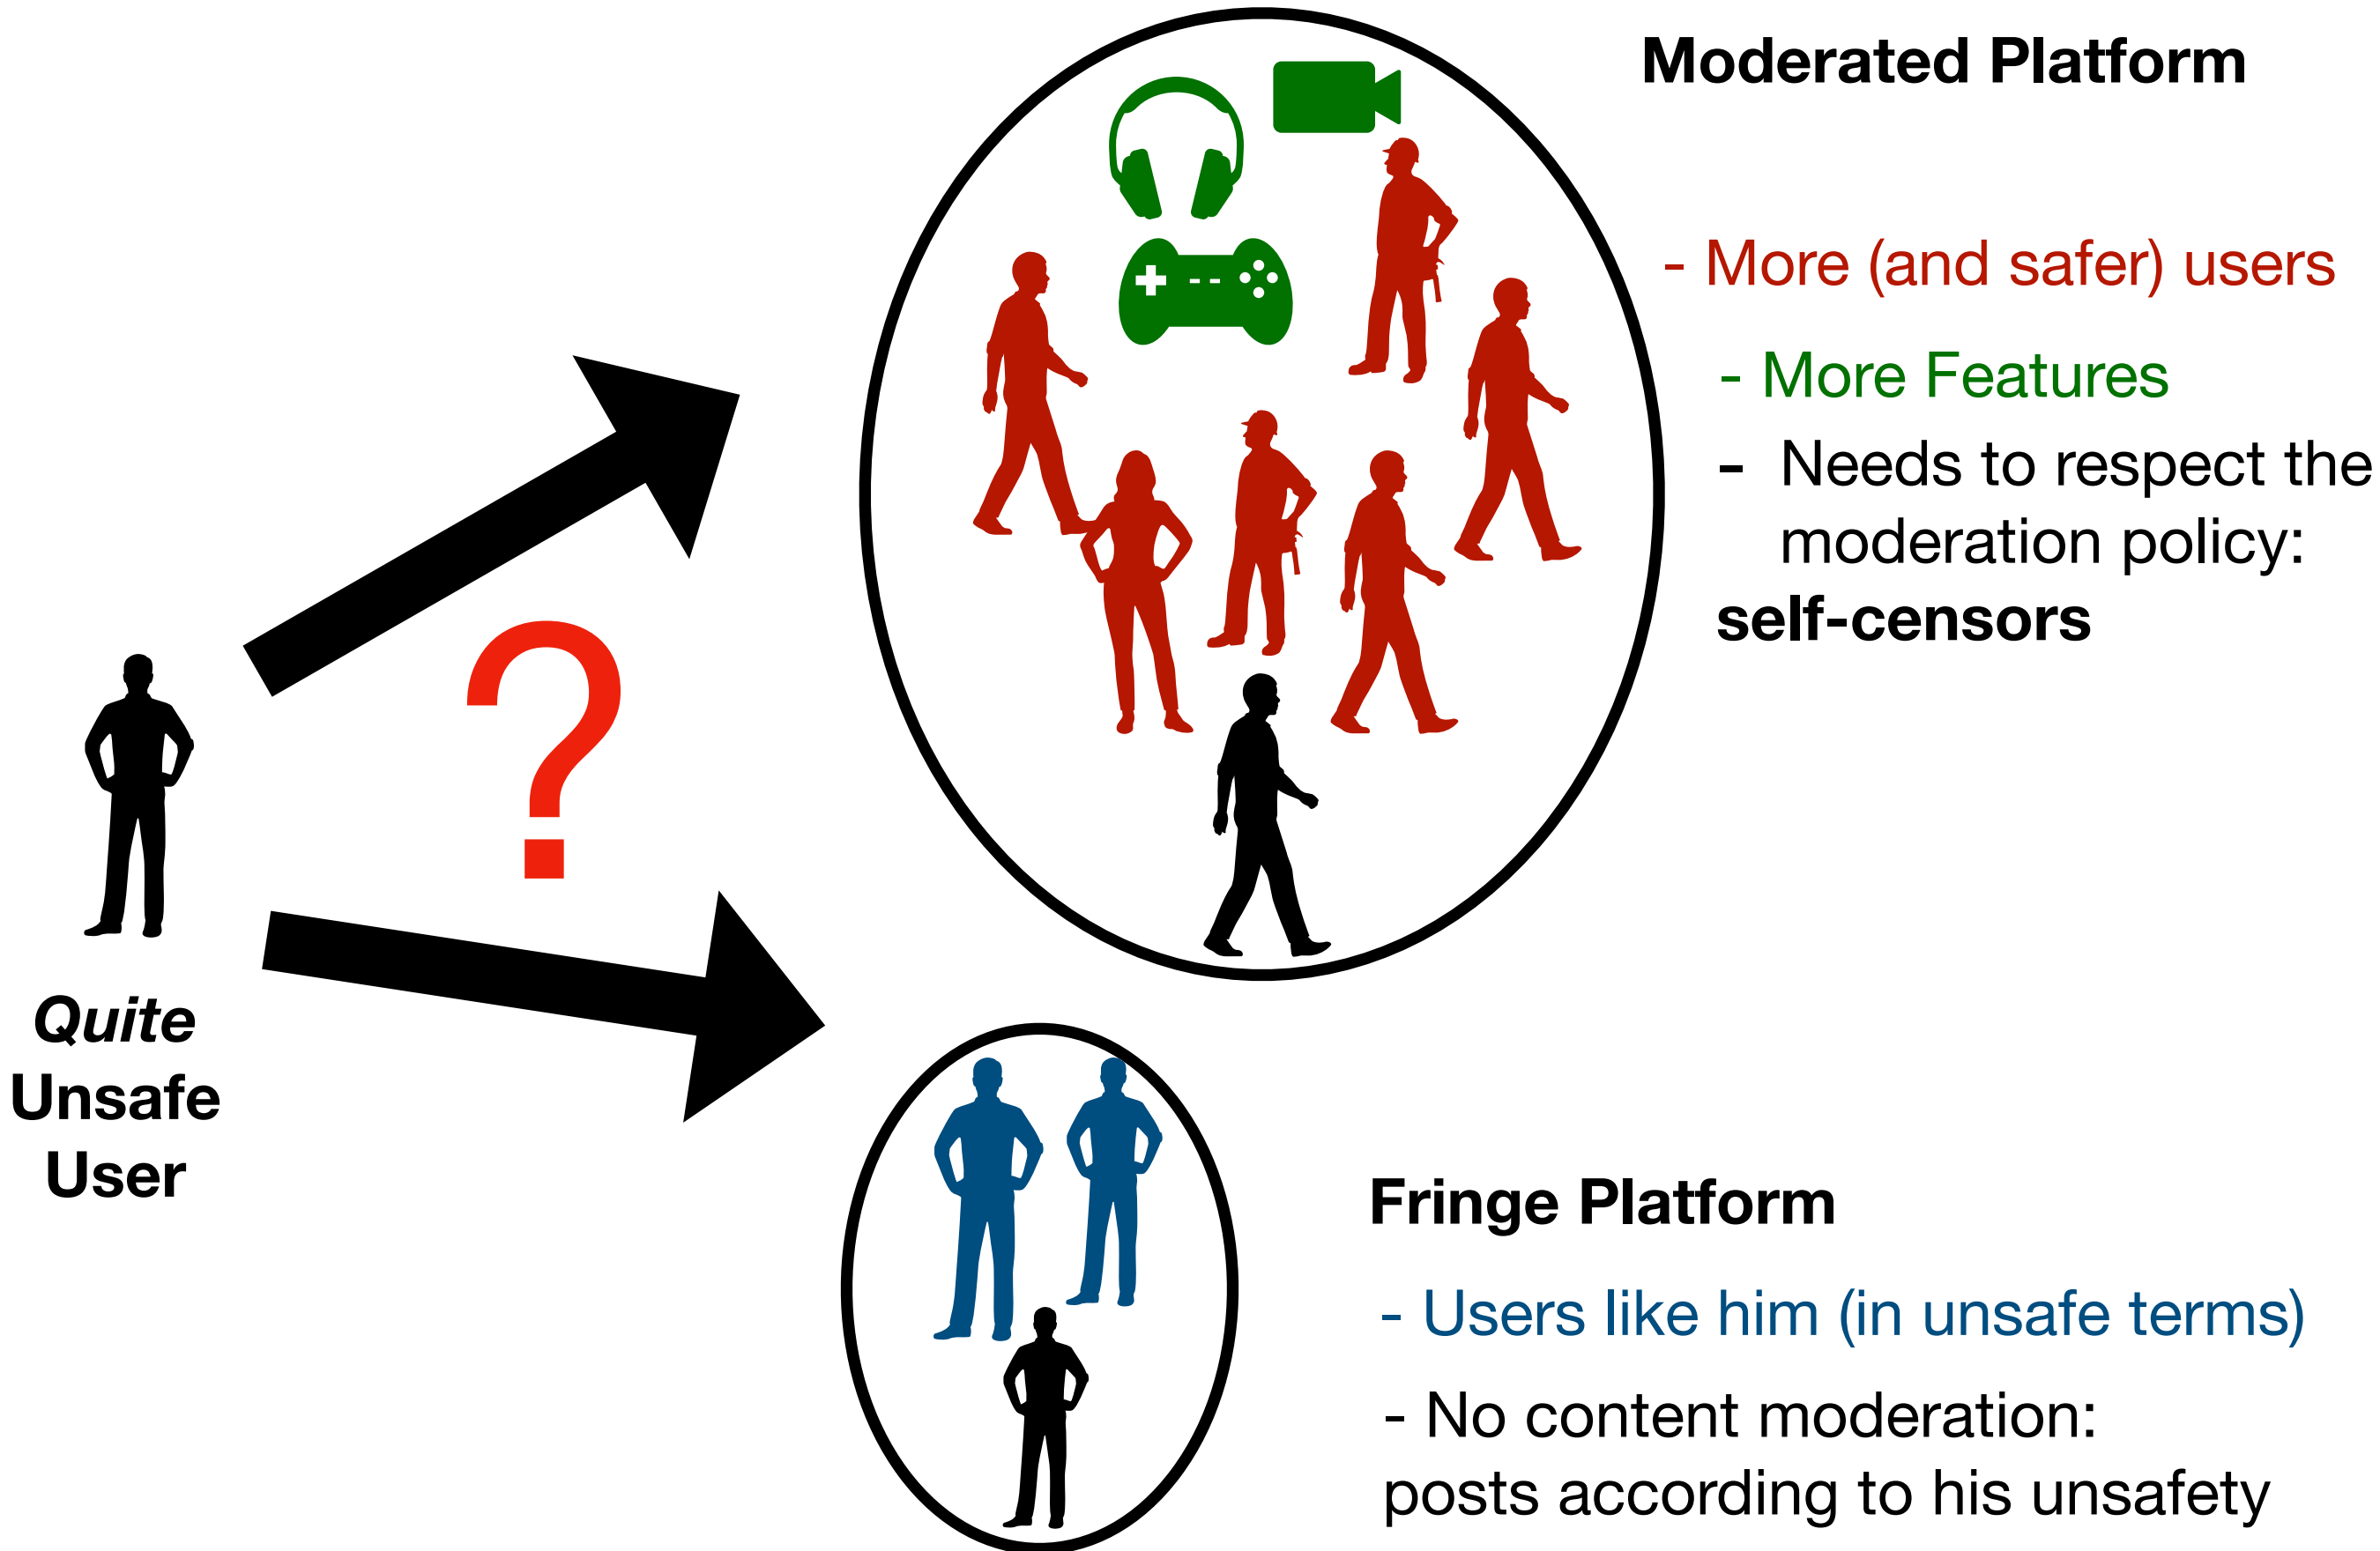 Moderated Platform
- More (and safer) users
- More Features
- Needs to respect the
moderation policy:
self-censors
?
Quite
Unsafe
User
Fringe Platform
- Users like him (in unsafe terms)
- No content moderation:
posts according to his unsafety